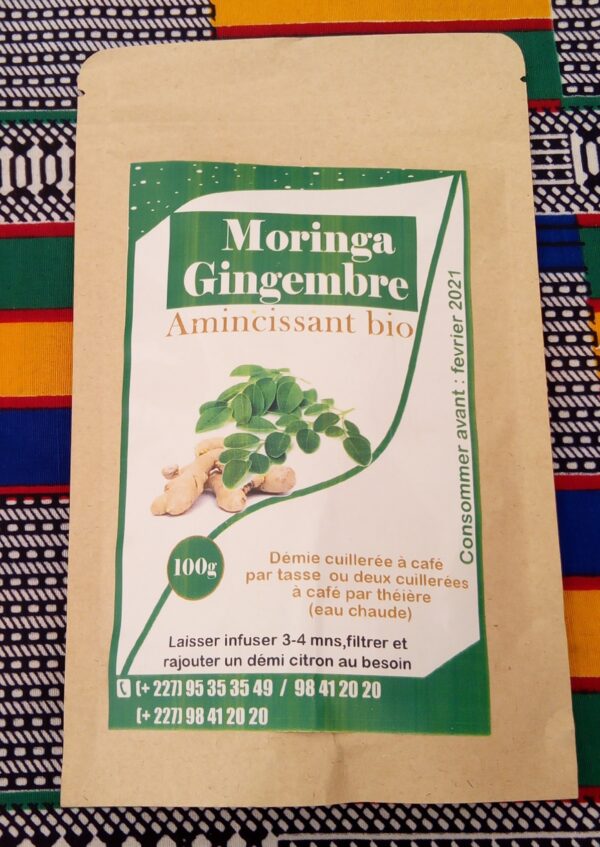 Moringa
Gingembre
Amincissant bio
Consommer avant : fevrier 2021
100g
Démie cuillerée à café
par tasse ou deux cuillerées
à café par théière
(eau chaude)
Laisser infuser 3-4 mns,filtrer et
rajouter un démi citron au besoin
(+ 227) 95 35 35 49 / 98 41 20 20
(+ 227) 98 41 20 20